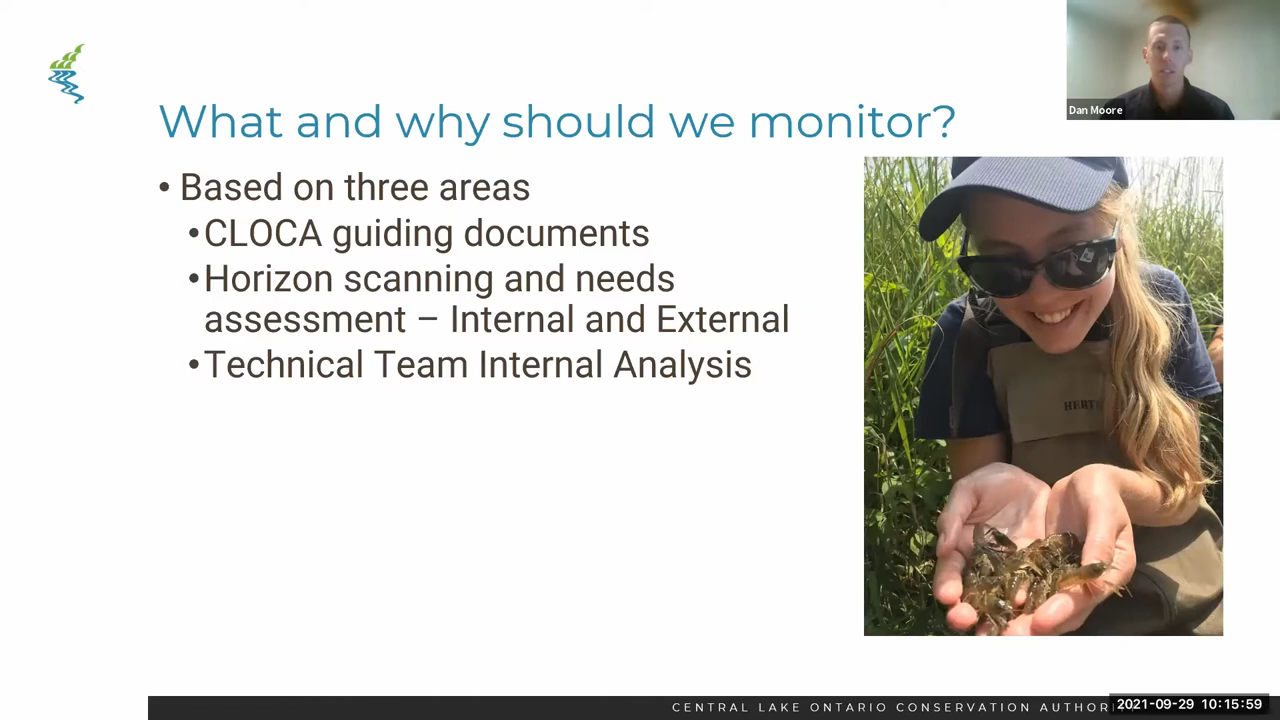 Dan Moore
What and why should we monitor?
• Based on three areas
• CLOCA guiding documents
• Horizon scanning and needs
assessment – Internal and External
• Technical Team Internal Analysis
CENTRAL LAKE ONTARIO CONSERVATION
2021-09-29 10:15:59